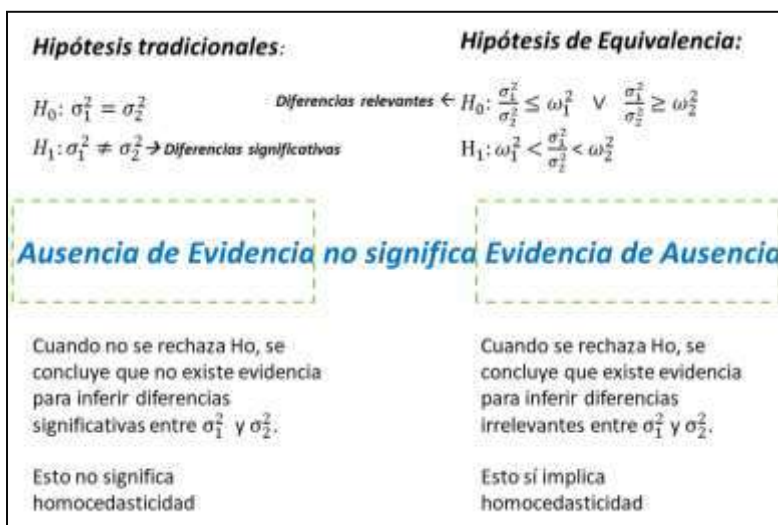 Hipótesis tradicionales:
H₀: σ₁² = σ₂²
H₁: σ₁² ≠ σ₂² → Diferencias significativas
Hipótesis de Equivalencia:
Diferencias relevantes ← H₀: σ₁²/σ₂² ≤ ω₁² ∨ σ₁²/σ₂² ≥ ω₂²
H₁: ω₁² < σ₁²/σ₂² < ω₂²
Ausencia de Evidencia no significa Evidencia de Ausencia
Cuando no se rechaza Ho, se
concluye que no existe evidencia
para inferir diferencias
significativas entre σ₁² y σ₂².
Esto no significa
homocedasticidad
Cuando se rechaza Ho, se
concluye que existe evidencia
para inferir diferencias
irrelevantes entre σ₁² y σ₂².
Esto sí implica
homocedasticidad